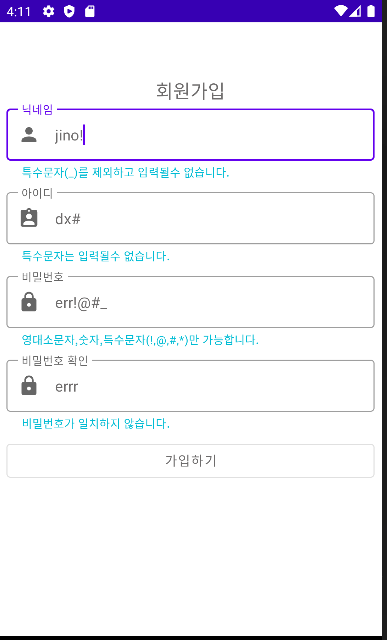 4:11
회원가입
닉네임
jino!
특수문자(_)를 제외하고 입력될수 없습니다.
아이디
dx#
특수문자는 입력될수 없습니다.
비밀번호
err!@#_
영대소문자,숫자,특수문자(!,@,#,*)만 가능합니다.
비밀번호 확인
errr
비밀번호가 일치하지 않습니다.
가입하기